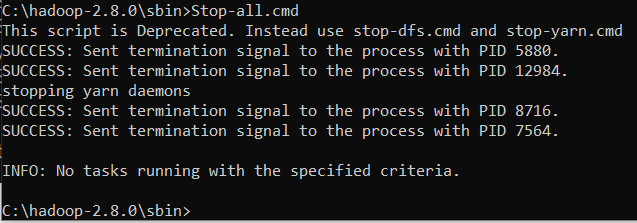 C:\hadoop-2.8.0\sbin>Stop-all.cmd
This script is Deprecated. Instead use stop-dfs.cmd and stop-yarn.cmd
SUCCESS: Sent termination signal to the process with PID 5880.
SUCCESS: Sent termination signal to the process with PID 12984.
stopping yarn daemons
SUCCESS: Sent termination signal to the process with PID 8716.
SUCCESS: Sent termination signal to the process with PID 7564.
INFO: No tasks running with the specified criteria.
C:\hadoop-2.8.0\sbin>